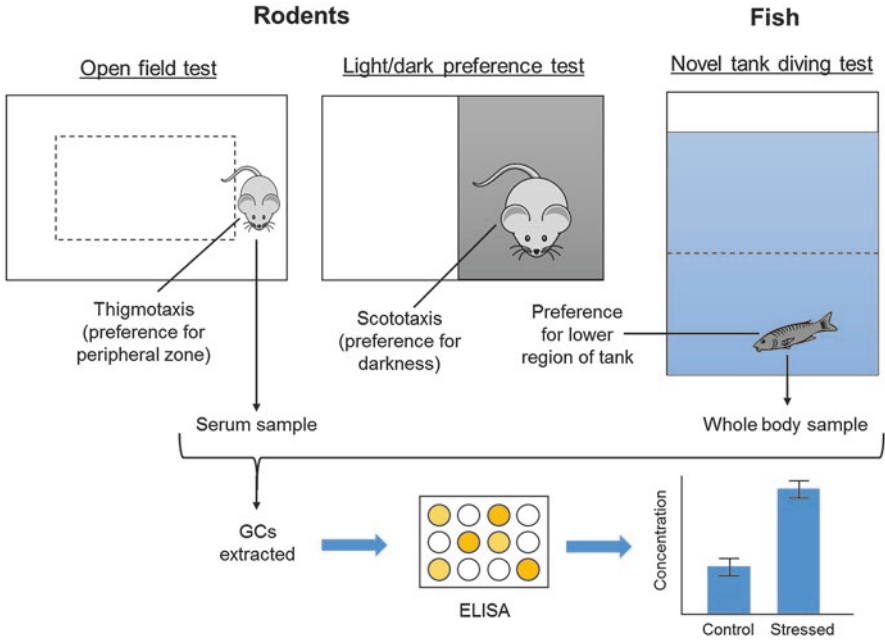 Rodents
Fish
Open field test
Light/dark preference test
Novel tank diving test
Thigmotaxis
(preference for
peripheral zone)
Scototaxis
(preference for
darkness)
Preference
for lower
region of tank
Serum sample
Whole body sample
GCs
extracted
ELISA
Concentration
Control
Stressed